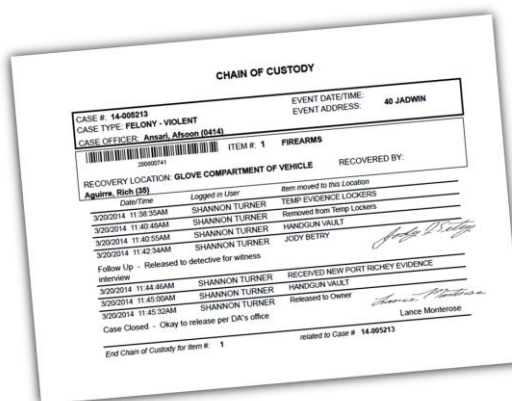 CHAIN OF CUSTODY
CASE #: 14-005213
CASE TYPE: FELONY - VIOLENT
CASE OFFICER: Ansari, Afsoon (0414)
EVENT DATE/TIME:
EVENT ADDRESS: 40 JADWIN
200600741
ITEM #: 1 FIREARMS
RECOVERY LOCATION: GLOVE COMPARTMENT OF VEHICLE RECOVERED BY:
Aguirre, Rich (35)
Date/Time Logged in User Item moved to this Location
3/20/2014 11:38:35AM SHANNON TURNER TEMP EVIDENCE LOCKERS
3/20/2014 11:40:48AM SHANNON TURNER Removed from Temp Lockers
3/20/2014 11:40:55AM SHANNON TURNER HANDGUN VAULT
3/20/2014 11:42:34AM SHANNON TURNER JODY BETRY
Follow Up - Released to detective for witness
interview
3/20/2014 11:44:46AM SHANNON TURNER RECEIVED NEW PORT RICHEY EVIDENCE
3/20/2014 11:45:00AM SHANNON TURNER HANDGUN VAULT
3/20/2014 11:45:32AM SHANNON TURNER Released to Owner
Lance Monterose
Case Closed - Okay to release per DA's office
Lance Monterose
End Chain of Custody for Item #: 1 related to Case # 14-005213